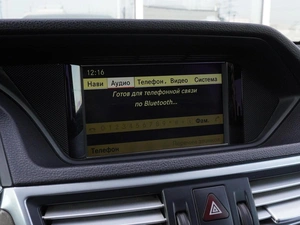 12:16
Нави Аудио Телефон. Видео Система
Готов для телефонной связи
по Bluetooth...
Телефон